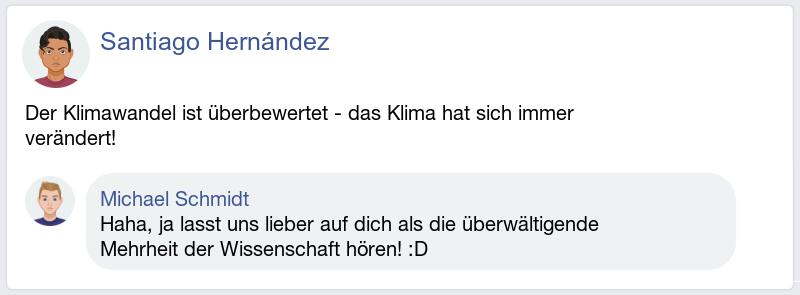 Santiago Hernández
Der Klimawandel ist überbewertet - das Klima hat sich immer
verändert!
Michael Schmidt
Haha, ja lasst uns lieber auf dich als die überwältigende
Mehrheit der Wissenschaft hören! :D